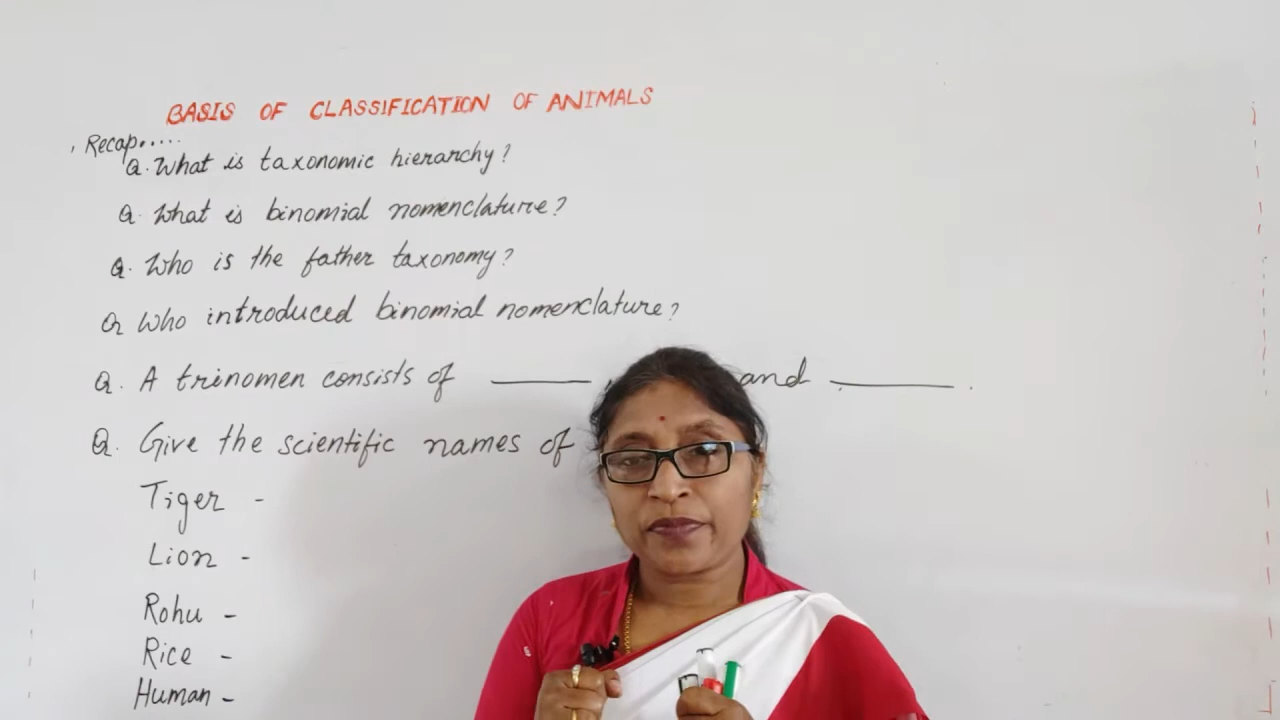 BASIS OF CLASSIFICATION OF ANIMALS
Recap.....
Q. What is taxonomic hierarchy?
Q. What is binomial nomenclature?
Q. Who is the father taxonomy?
Q Who introduced binomial nomenclature?
Q. A trinomen consists of ______, and ______.
Q. Give the scientific names of
Tiger -
Lion -
Rohu -
Rice -
Human -